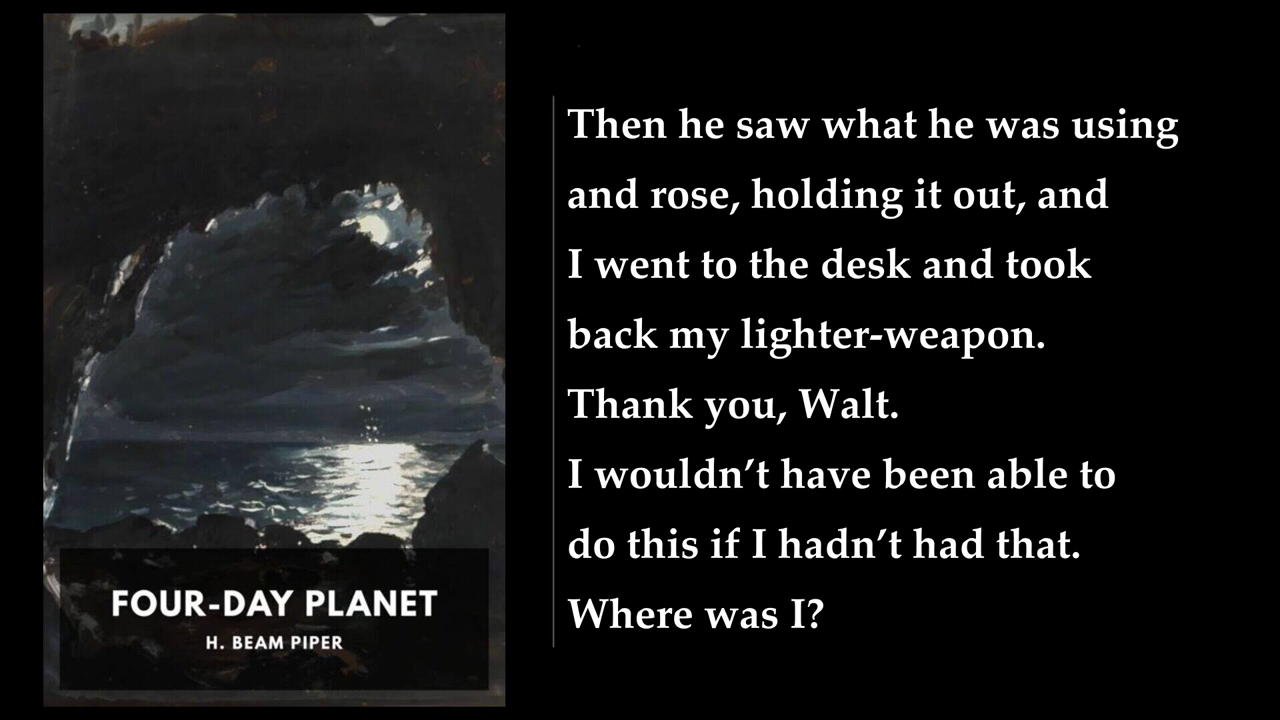 FOUR-DAY PLANET
H. BEAM PIPER
Then he saw what he was using
and rose, holding it out, and
I went to the desk and took
back my lighter-weapon.
Thank you, Walt.
I wouldn’t have been able to
do this if I hadn’t had that.
Where was I?